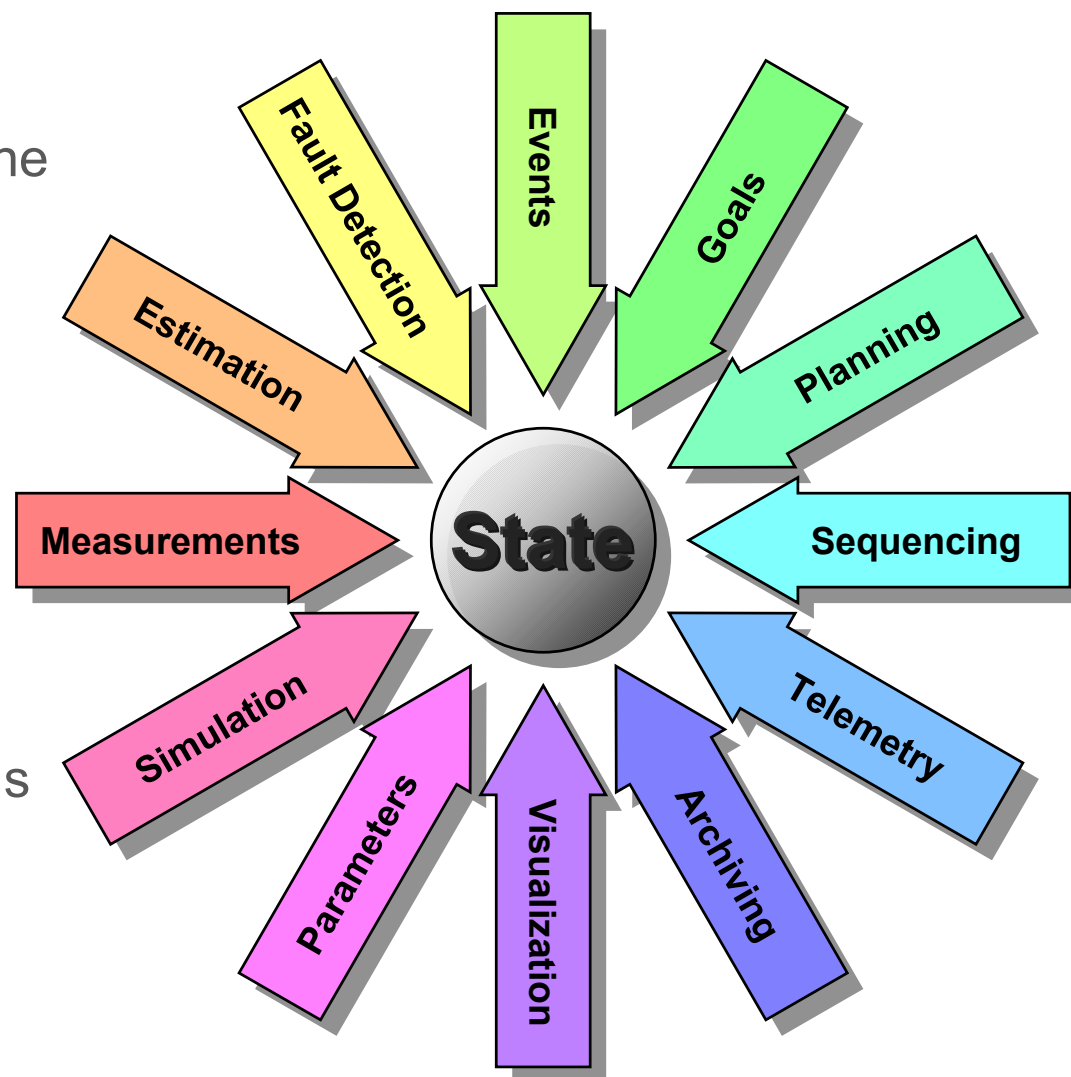 Events
Fault Detection
Goals
ne
Estimation
Planning
Measurements
State
Sequencing
Simulation
Telemetry
s
Parameters
Visualization
Archiving